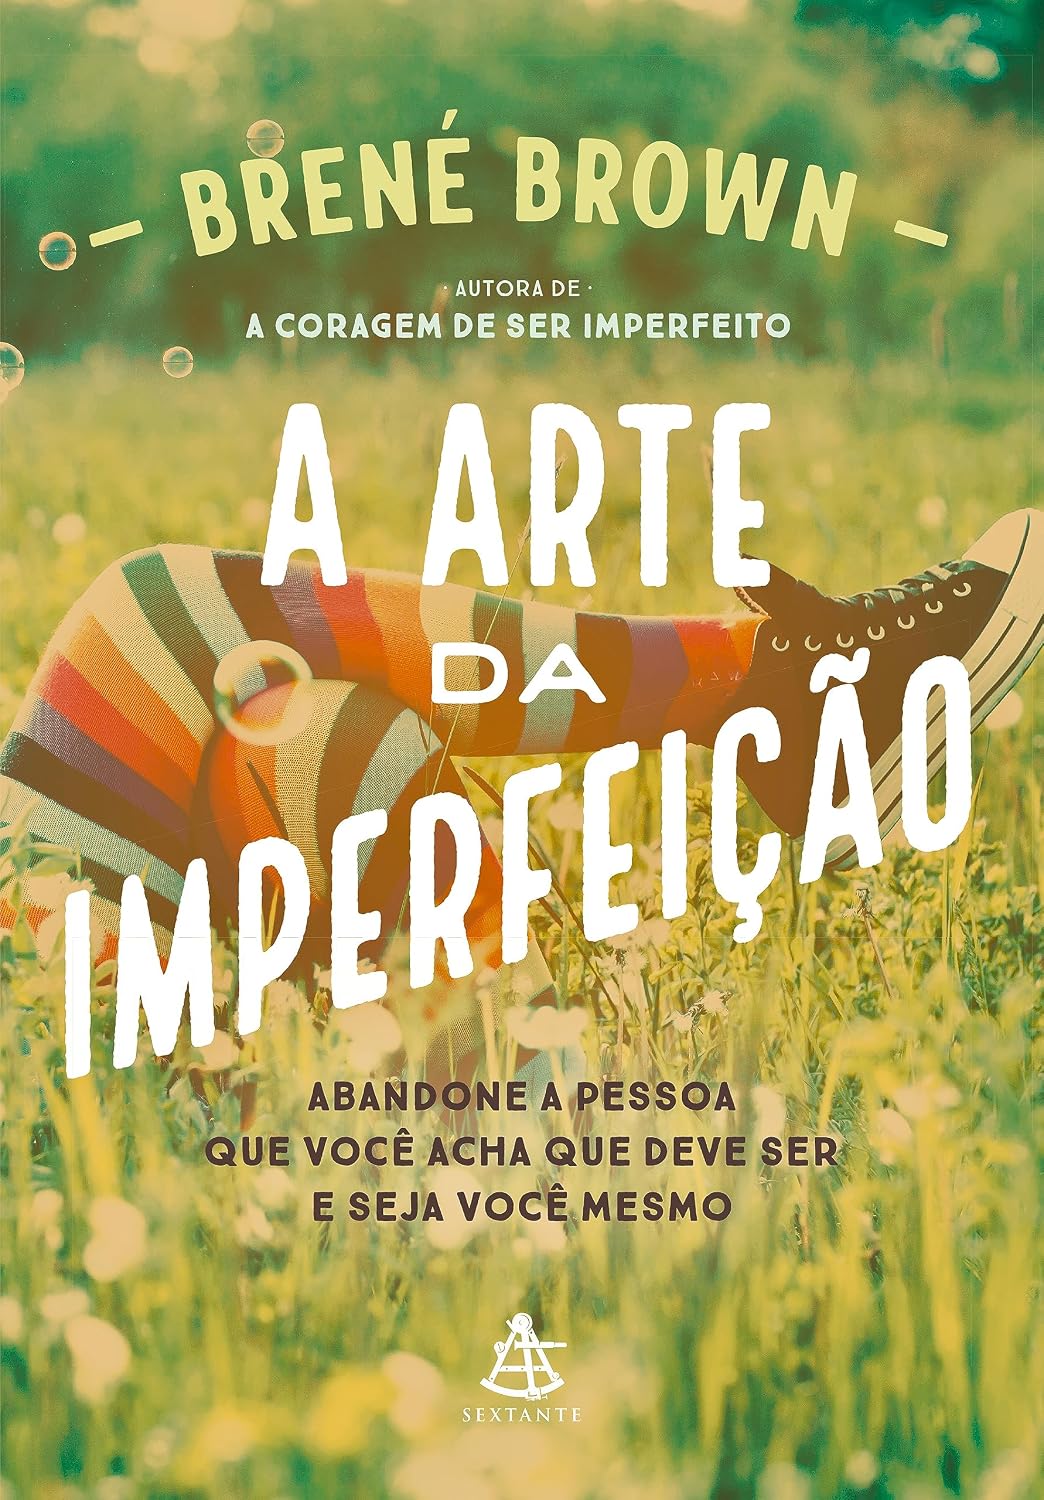 BRENÉ BROWN
· AUTORA DE ·
A CORAGEM DE SER IMPERFEITO
A ARTE
DA
IMPERFEIÇÃO
ABANDONE A PESSOA
QUE VOCÊ ACHA QUE DEVE SER
E SEJA VOCÊ MESMO
SEXTANTE